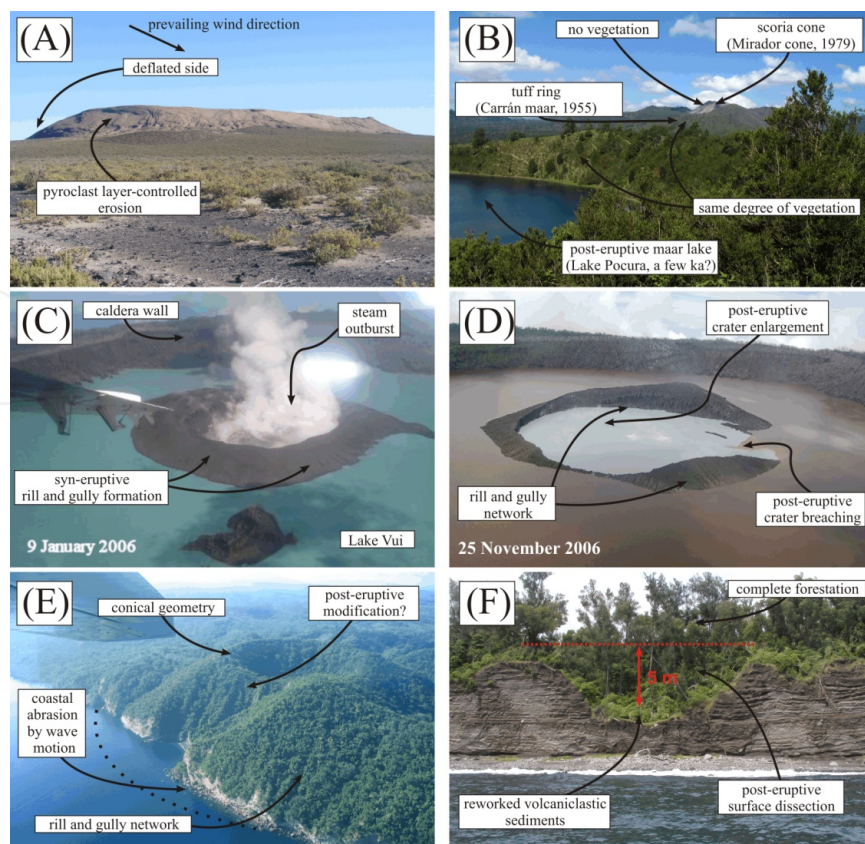 (A)
prevailing wind direction
deflated side
pyroclast layer-controlled
erosion
(B)
no vegetation
scoria cone
(Mirador cone, 1979)
tuff ring
(Carrán maar, 1955)
same degree of vegetation
post-eruptive maar lake
(Lake Pocura, a few ka?)
(C)
caldera wall
steam
outburst
syn-eruptive
rill and gully formation
9 January 2006
Lake Vui
(D)
post-eruptive
crater enlargement
rill and gully
network
post-eruptive
crater breaching
25 November 2006
(E)
conical geometry
post-eruptive
modification?
coastal
abrasion
by wave
motion
rill and gully network
(F)
complete forestation
5 m
reworked volcaniclastic
sediments
post-eruptive
surface dissection